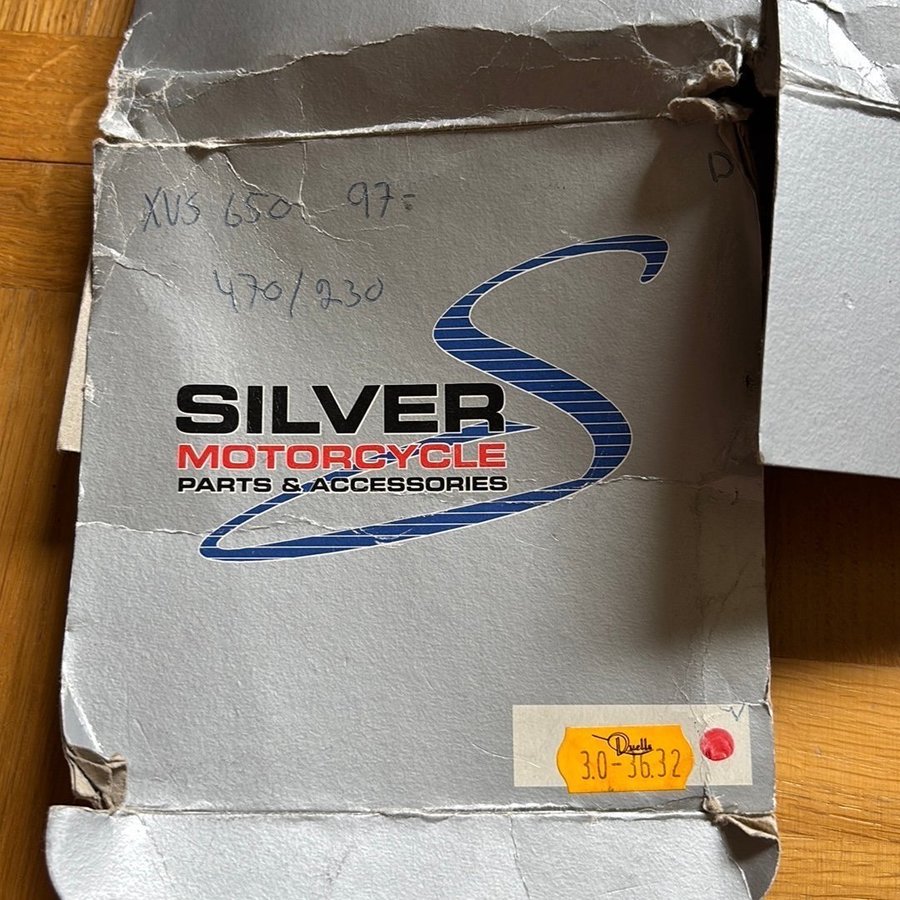 XVS 650 97-
D
470/230
SILVER
MOTORCYCLE
PARTS & ACCESSORIES
Duells
3.0-36.32